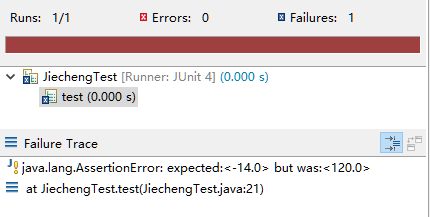 Runs: 1/1 Errors: 0 Failures: 1
JiechengTest [Runner: JUnit 4] (0.000 s)
test (0.000 s)
Failure Trace
java.lang.AssertionError: expected:<-14.0> but was:<120.0>
at JiechengTest.test(JiechengTest.java:21)